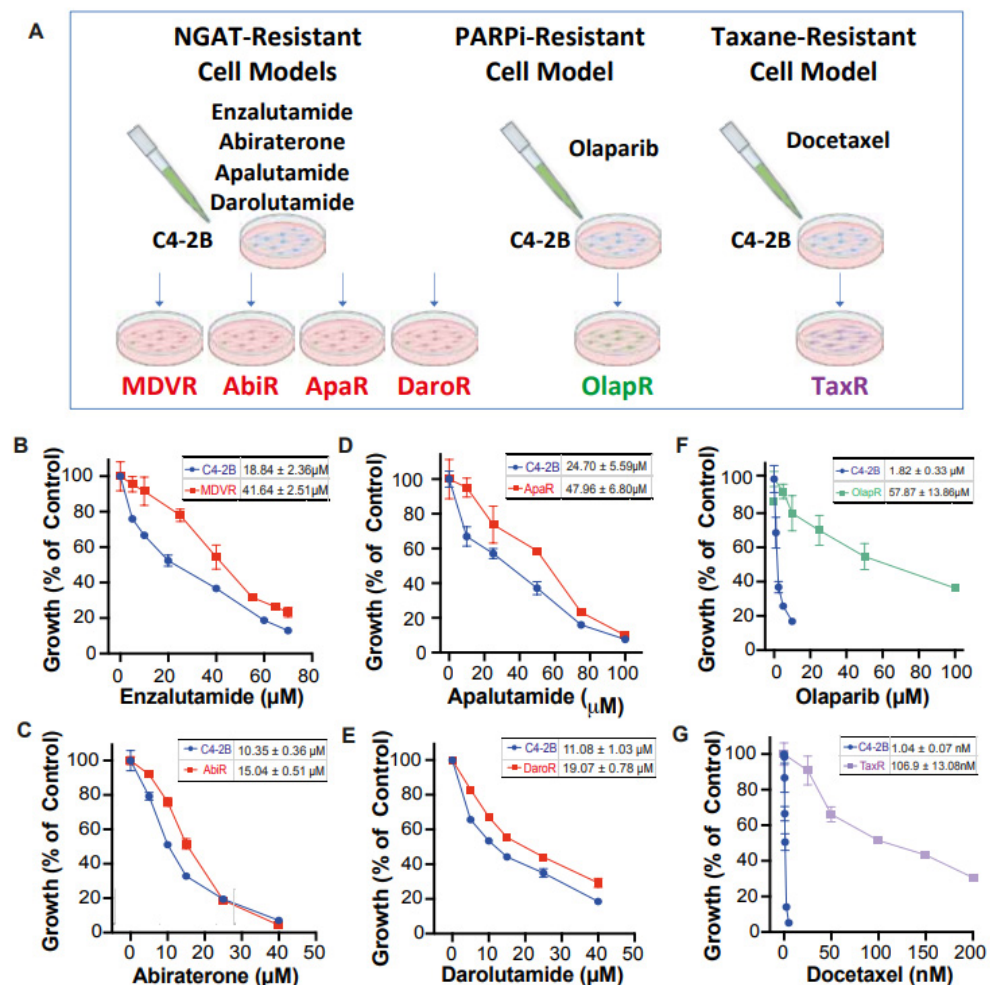 A
NGAT-Resistant
Cell Models
PARPi-Resistant
Cell Model
Taxane-Resistant
Cell Model
Enzalutamide
Abiraterone
Apalutamide
Darolutamide
Olaparib
Docetaxel
C4-2B
C4-2B
C4-2B
MDVR
AbiR
ApaR
DaroR
OlapR
TaxR
B
C4-2B 18.84 ± 2.36µM
MDVR 41.64 ± 2.51µM
Growth (% of Control)
100
80
60
40
20
0
0 20 40 60 80
Enzalutamide (µM)
D
C4-2B 24.70 ± 5.59µM
ApaR 47.96 ± 6.80µM
Growth (% of Control)
100
80
60
40
20
0
0 20 40 60 80 100
Apalutamide (µM)
F
C4-2B 1.82 ± 0.33 µM
OlapR 57.87 ± 13.86µM
Growth (% of Control)
100
80
60
40
20
0
0 20 40 60 80 100
Olaparib (µM)
C
C4-2B 10.35 ± 0.36 µM
AbiR 15.04 ± 0.51 µM
Growth (% of Control)
100
80
60
40
20
0
0 10 20 30 40 50
Abiraterone (µM)
E
C4-2B 11.08 ± 1.03 µM
DaroR 19.07 ± 0.78 µM
Growth (% of Control)
100
80
60
40
20
0
0 10 20 30 40 50
Darolutamide (µM)
G
C4-2B 1.04 ± 0.07 nM
TaxR 106.9 ± 13.08nM
Growth (% of Control)
100
80
60
40
20
0
0 50 100 150 200
Docetaxel (nM)